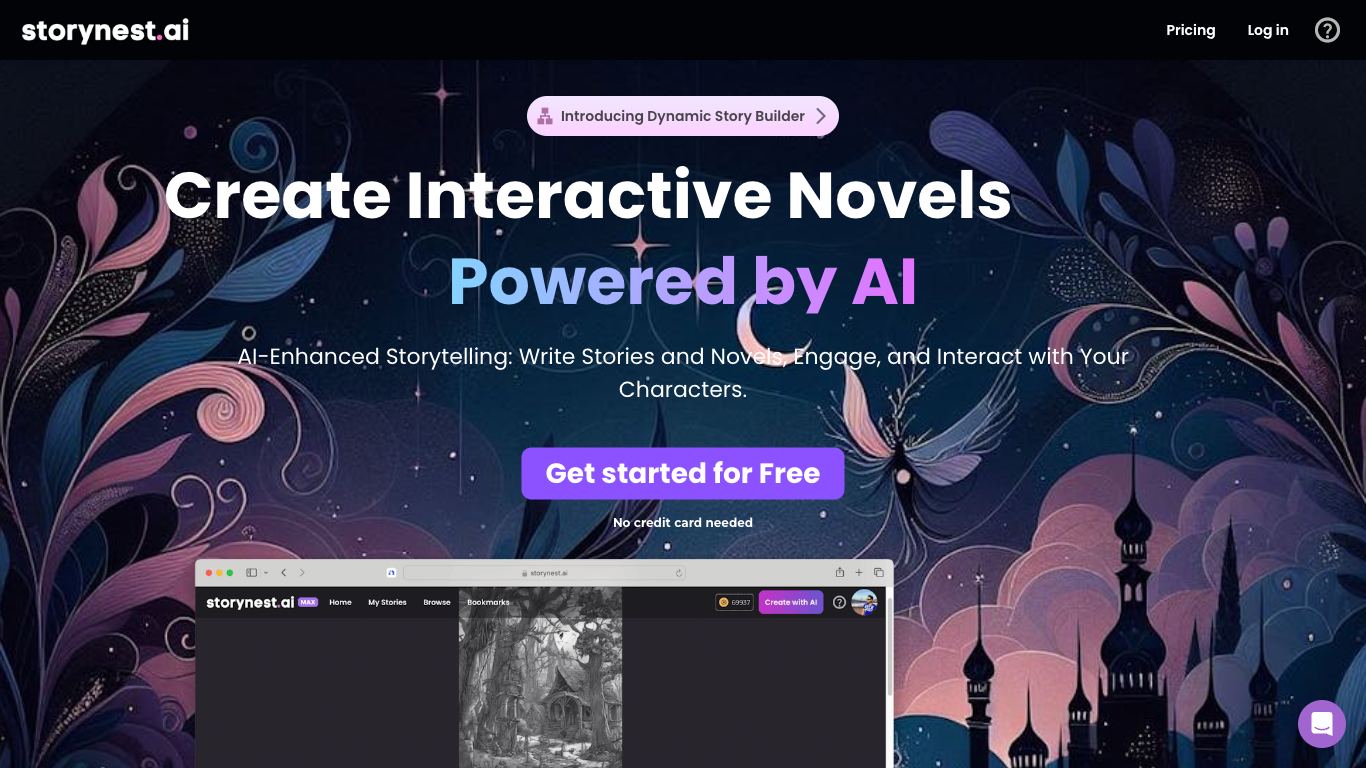 storynest.ai
Pricing
Log in
Introducing Dynamic Story Builder
Create Interactive Novels
Powered by AI
AI-Enhanced Storytelling: Write Stories and Novels, Engage, and Interact with Your
Characters.
Get started for Free
No credit card needed
storynest.ai
storynest.ai MAX
Home
My Stories
Browse
Bookmarks
69937
Create with AI